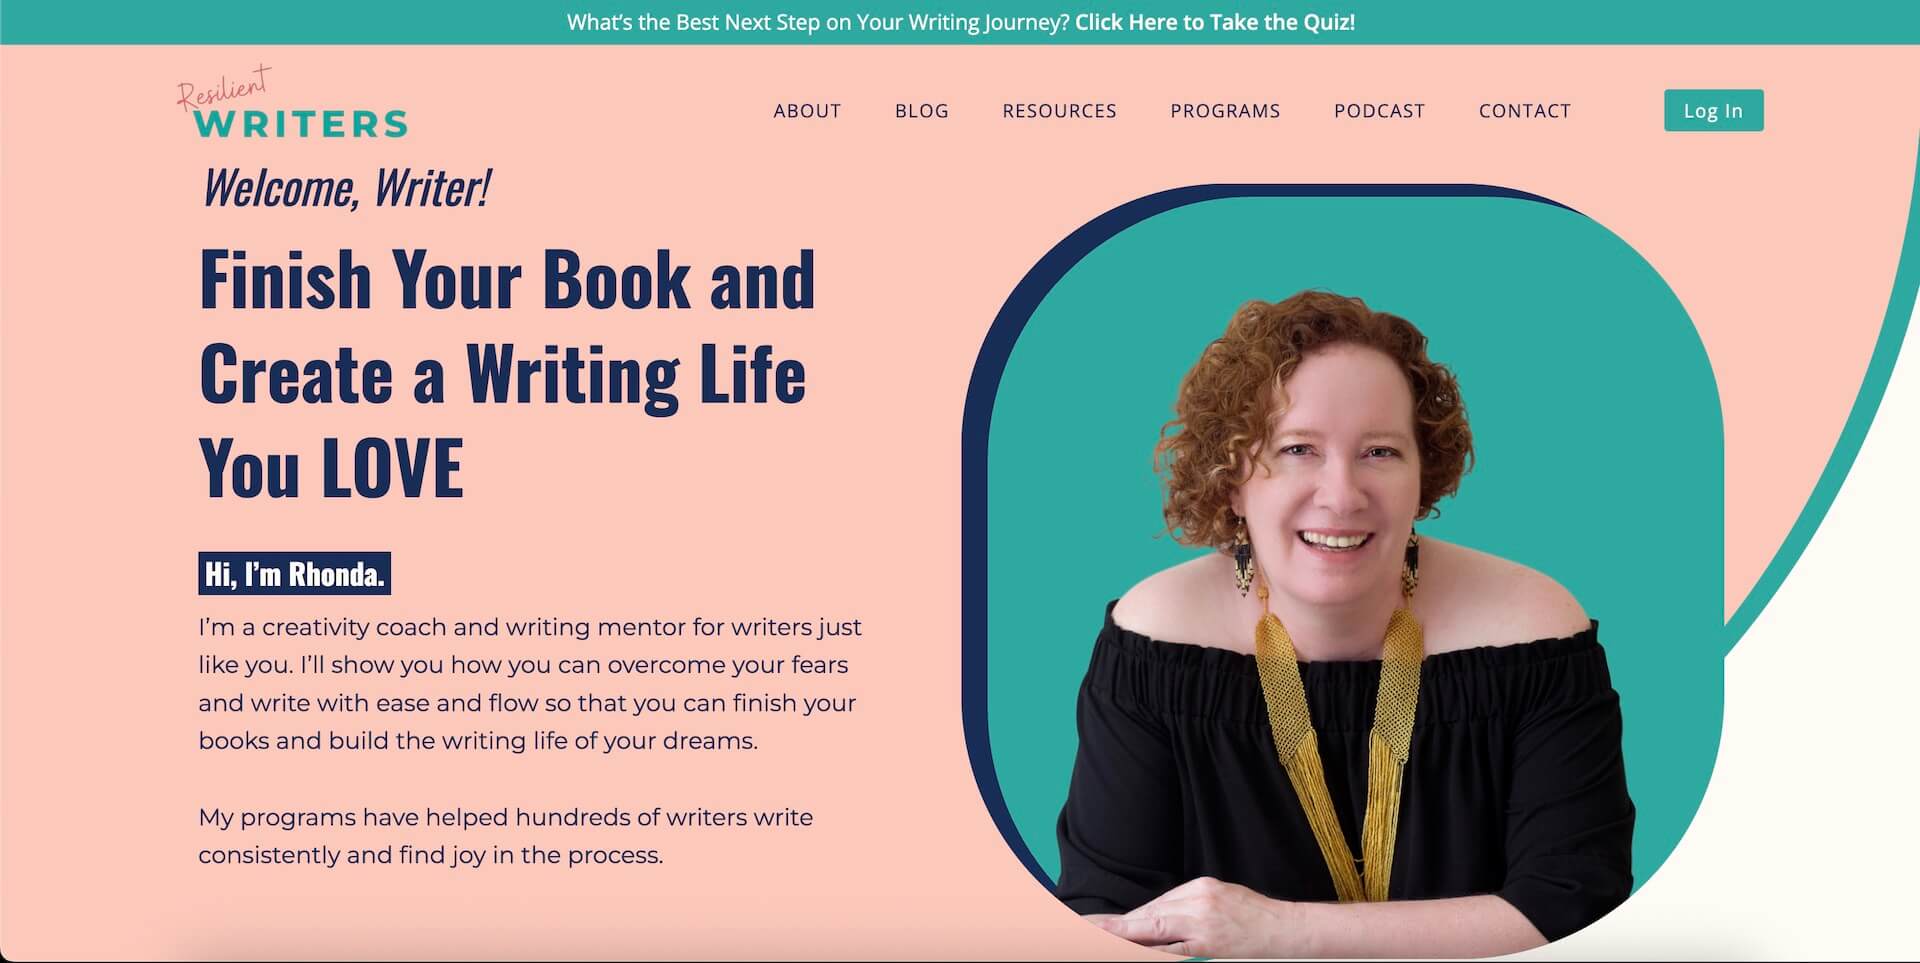 What’s the Best Next Step on Your Writing Journey? Click Here to Take the Quiz!
Resilient
WRITERS
ABOUT BLOG RESOURCES PROGRAMS PODCAST CONTACT Log In
Welcome, Writer!
Finish Your Book and
Create a Writing Life
You LOVE
Hi, I’m Rhonda.
I’m a creativity coach and writing mentor for writers just
like you. I’ll show you how you can overcome your fears
and write with ease and flow so that you can finish your
books and build the writing life of your dreams.
My programs have helped hundreds of writers write
consistently and find joy in the process.